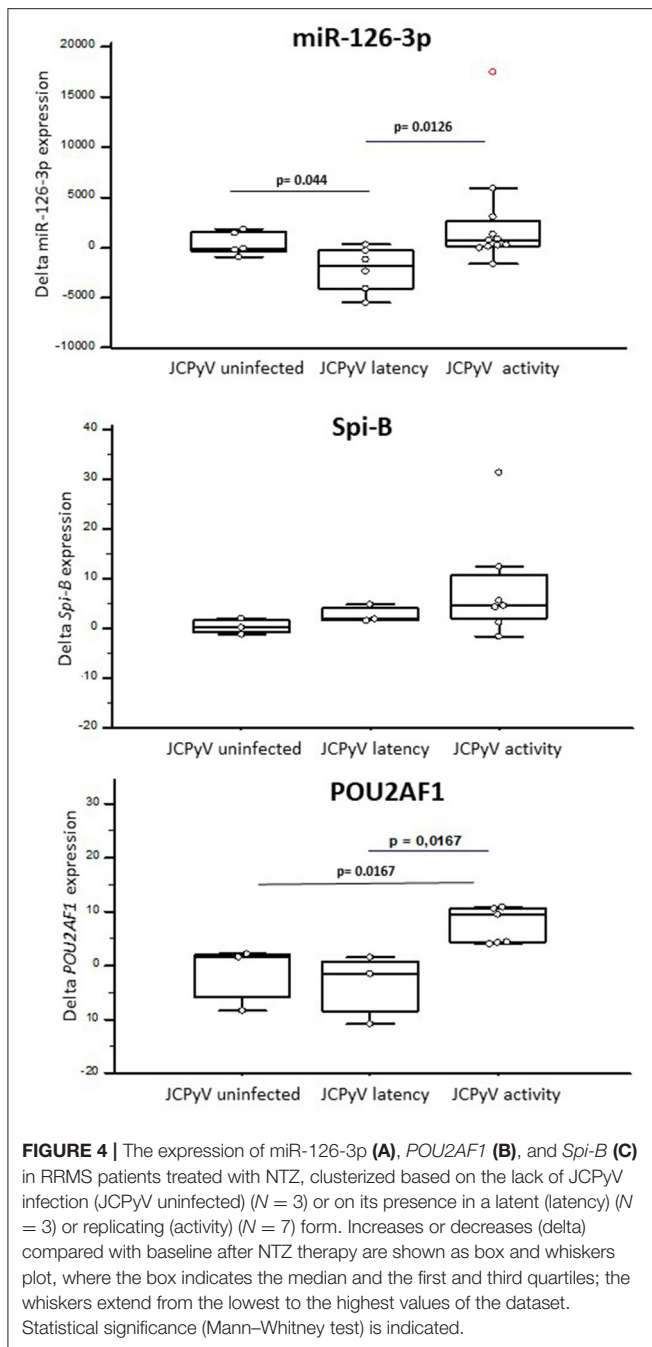 miR-126-3p
20000
15000
p= 0.0126
10000
p= 0.044
5000
0
-5000
-10000
Delta miR-126-3p expression
JCPyV uninfected JCPyV latency JCPyV activity
Spi-B
40
30
20
10
0
10
-20
Delta Spi-B expression
JCPyV uninfected JCPyV latency JCPyV activity
POU2AF1
30
p = 0,0167
20
p= 0.0167
10
0
10
-20
Delta POU2AF1 expression
JCPyV uninfected JCPyV latency JCPyV activity
FIGURE 4 | The expression of miR-126-3p (A), POU2AF1 (B), and Spi-B (C)
in RRMS patients treated with NTZ, clusterized based on the lack of JCPyV
infection (JCPyV uninfected) (N = 3) or on its presence in a latent (latency) (N
= 3) or replicating (activity) (N = 7) form. Increases or decreases (delta)
compared with baseline after NTZ therapy are shown as box and whiskers
plot, where the box indicates the median and the first and third quartiles; the
whiskers extend from the lowest to the highest values of the dataset.
Statistical significance (Mann–Whitney test) is indicated.